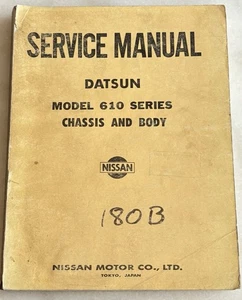 SERVICE MANUAL
DATSUN
MODEL 610 SERIES
CHASSIS AND BODY
NISSAN
180B
NISSAN MOTOR CO., LTD.
TOKYO, JAPAN